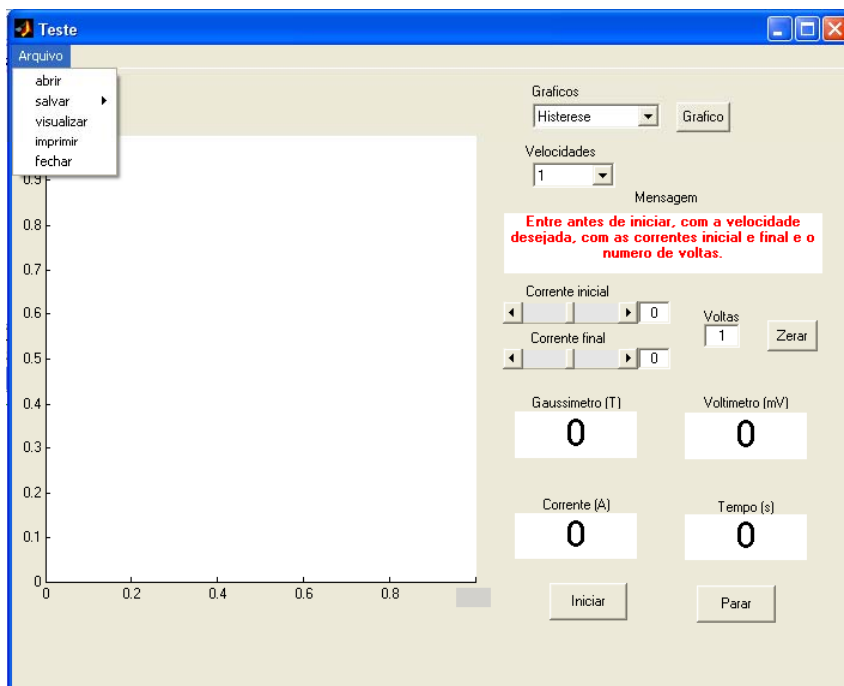 Teste
Arquivo
abrir
salvar
visualizar
imprimir
fechar
Graficos
Histerese
Grafico
Velocidades
1
Mensagem
Entre antes de iniciar, com a velocidade
desejada, com as correntes inicial e final e o
numero de voltas.
Corrente inicial
0
Voltas
1
Zerar
Corrente final
0
Gaussimetro (T)
0
Voltimetro (mV)
0
Corrente (A)
0
Tempo (s)
0
Iniciar
Parar
0.9
0.8
0.7
0.6
0.5
0.4
0.3
0.2
0.1
0
0 0.2 0.4 0.6 0.8